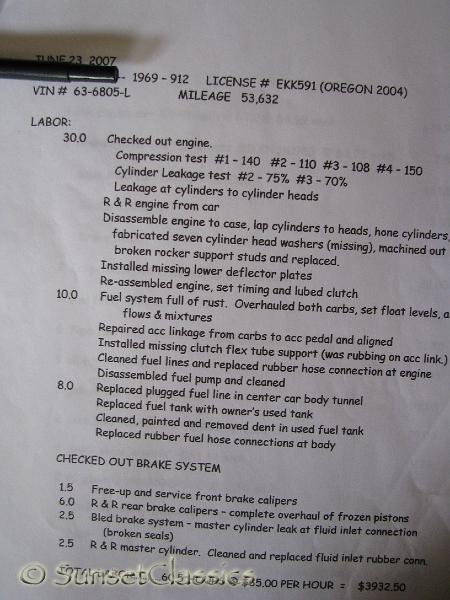 JUNE 23, 2007
1969 - 912 LICENSE # EKK591 (OREGON 2004)
VIN # 63-6805-L MILEAGE 53,632
LABOR:
30.0 Checked out engine.
Compression test #1 - 140 #2 - 110 #3 - 108 #4 - 150
Cylinder Leakage test #2 - 75% #3 - 70%
Leakage at cylinders to cylinder heads
R & R engine from car
Disassemble engine to case, lap cylinders to heads, hone cylinders,
fabricated seven cylinder head washers (missing), machined out
broken rocker support studs and replaced.
Installed missing lower deflector plates
Re-assembled engine, set timing and lubed clutch
10.0 Fuel system full of rust. Overhauled both carbs, set float levels, a
flows & mixtures
Repaired acc linkage from carbs to acc pedal and aligned
Installed missing clutch flex tube support (was rubbing on acc link.)
Cleaned fuel lines and replaced rubber hose connection at engine
Disassembled fuel pump and cleaned
8.0 Replaced plugged fuel line in center car body tunnel
Replaced fuel tank with owner's used tank
Cleaned, painted and removed dent in used fuel tank
Replaced rubber fuel hose connections at body
CHECKED OUT BRAKE SYSTEM
1.5 Free-up and service front brake calipers
6.0 R & R rear brake calipers - complete overhaul of frozen pistons
2.5 Bled brake system - master cylinder leak at fluid inlet connection
(broken seals)
2.5 R & R master cylinder. Cleaned and replaced fluid inlet rubber conn.
TOTAL 60.5 @ $65.00 PER HOUR = $3932.50
© SunsetClassics